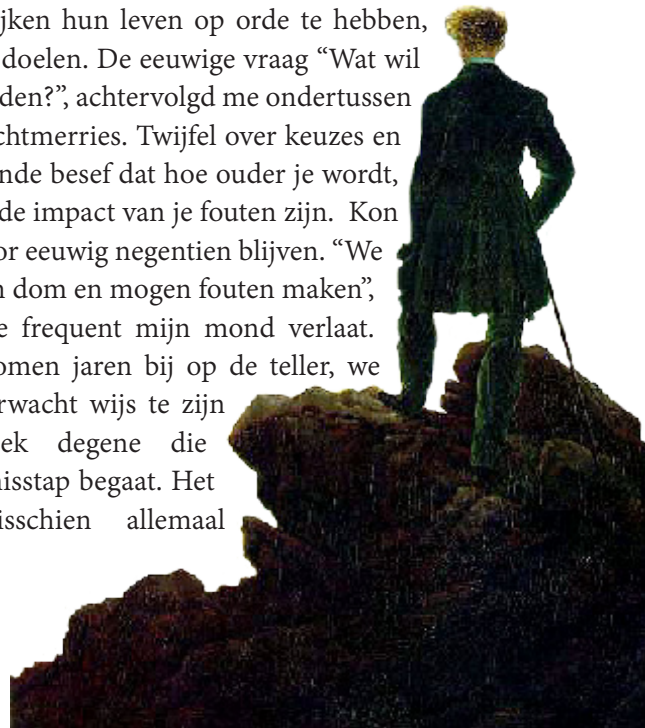 ijken hun leven op orde te hebben,
doelen. De eeuwige vraag “Wat wil
den?”, achtervolgd me ondertussen
chtmerries. Twijfel over keuzes en
nde besef dat hoe ouder je wordt,
de impact van je fouten zijn. Kon
or eeuwig negentien blijven. “We
n dom en mogen fouten maken”,
e frequent mijn mond verlaat.
omen jaren bij op de teller, we
rwacht wijs te zijn
ek degene die
misstap begaat. Het
isschien allemaal